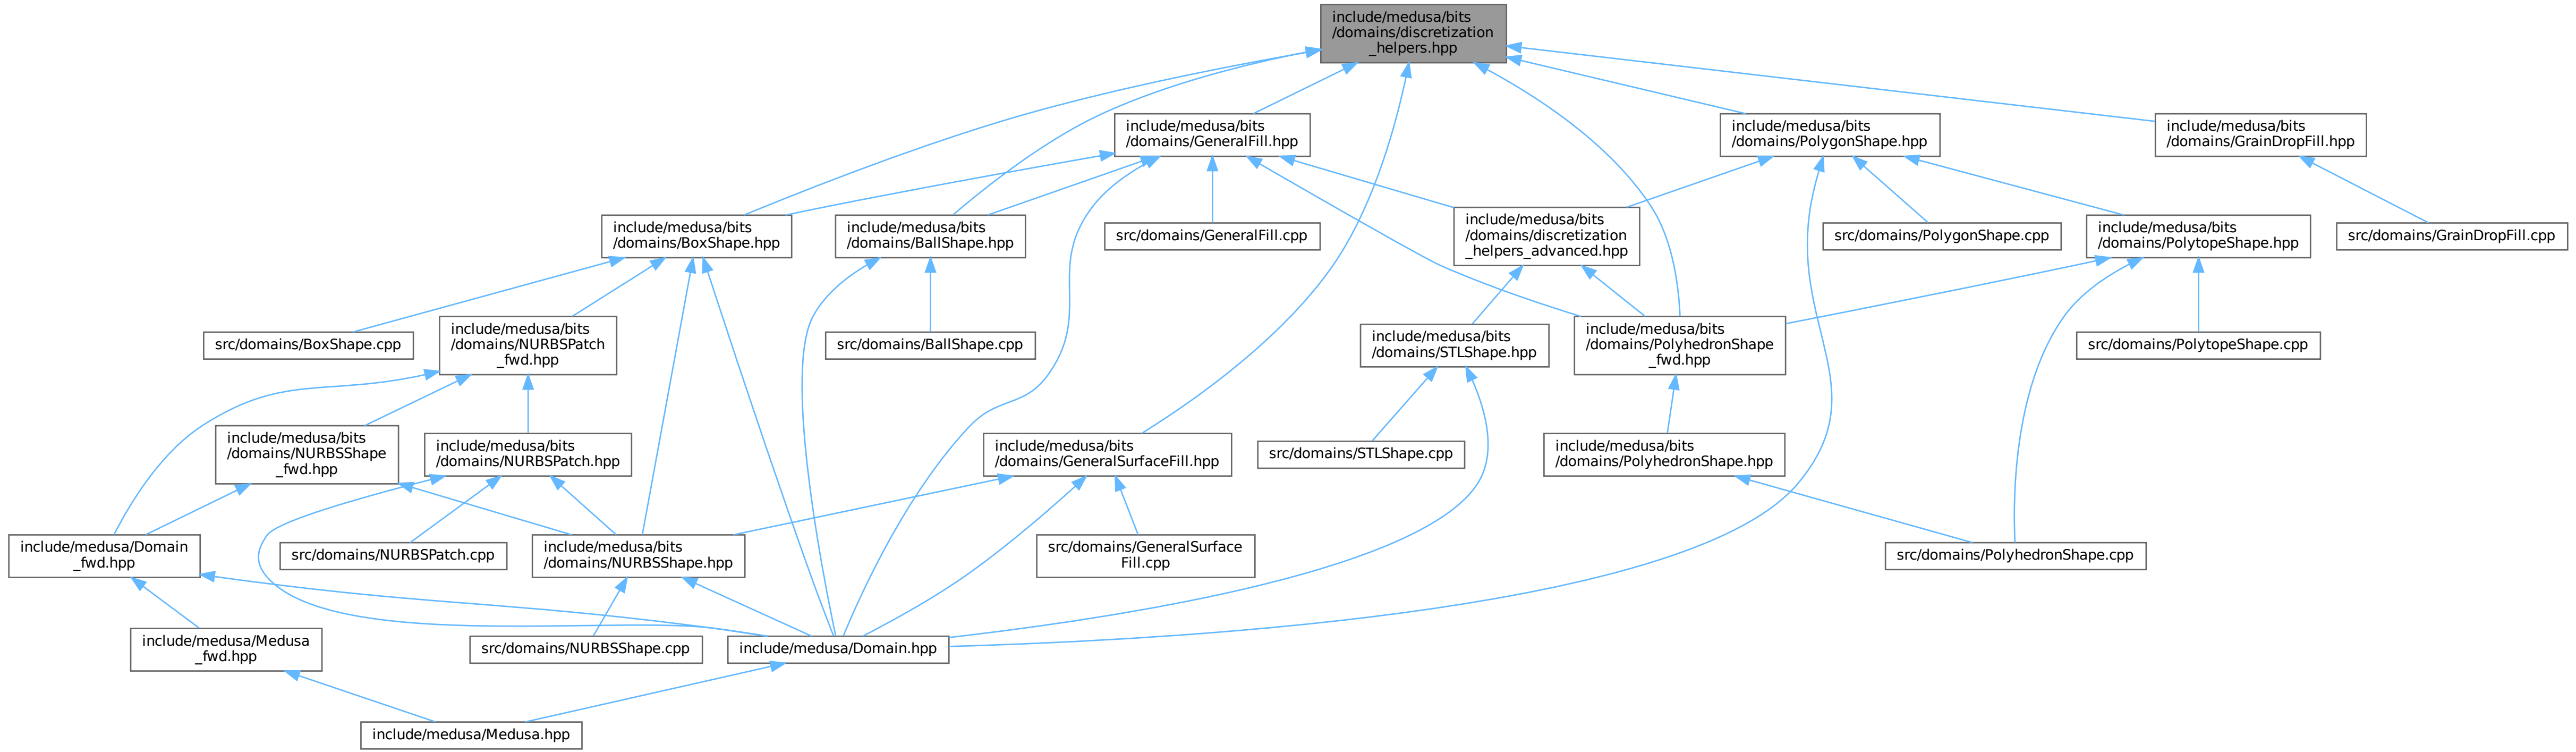 include/medusa/bits
/domains/discretization
_helpers.hpp
include/medusa/bits
/domains/GeneralFill.hpp
include/medusa/bits
/domains/PolygonShape.hpp
include/medusa/bits
/domains/GrainDropFill.hpp
include/medusa/bits
/domains/BoxShape.hpp
include/medusa/bits
/domains/BallShape.hpp
src/domains/GeneralFill.cpp
include/medusa/bits
/domains/discretization
_helpers_advanced.hpp
src/domains/PolygonShape.cpp
include/medusa/bits
/domains/PolytopeShape.hpp
src/domains/GrainDropFill.cpp
src/domains/BoxShape.cpp
include/medusa/bits
/domains/NURBSPatch
_fwd.hpp
src/domains/BallShape.cpp
include/medusa/bits
/domains/STLShape.hpp
include/medusa/bits
/domains/PolyhedronShape
_fwd.hpp
src/domains/PolytopeShape.cpp
include/medusa/bits
/domains/NURBSShape
_fwd.hpp
include/medusa/bits
/domains/NURBSPatch.hpp
include/medusa/bits
/domains/GeneralSurfaceFill.hpp
src/domains/STLShape.cpp
include/medusa/bits
/domains/PolyhedronShape.hpp
include/medusa/Domain
_fwd.hpp
src/domains/NURBSPatch.cpp
include/medusa/bits
/domains/NURBSShape.hpp
src/domains/GeneralSurface
Fill.cpp
src/domains/PolyhedronShape.cpp
include/medusa/Medusa
_fwd.hpp
src/domains/NURBSShape.cpp
include/medusa/Domain.hpp
include/medusa/Medusa.hpp